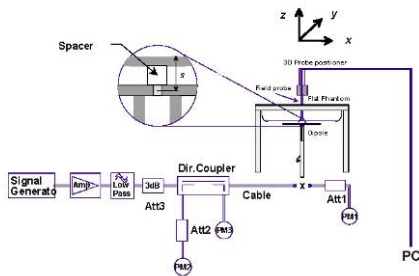 z
y
x
Spacer
s
3D Probe positioner
Field probe
Flat Phantom
Dipole
Signal
Generato
Amp
Low
Pass
3dB
Att3
Dir.Coupler
Cable
x
Att1
Att2
PM3
PM1
PM2
PC